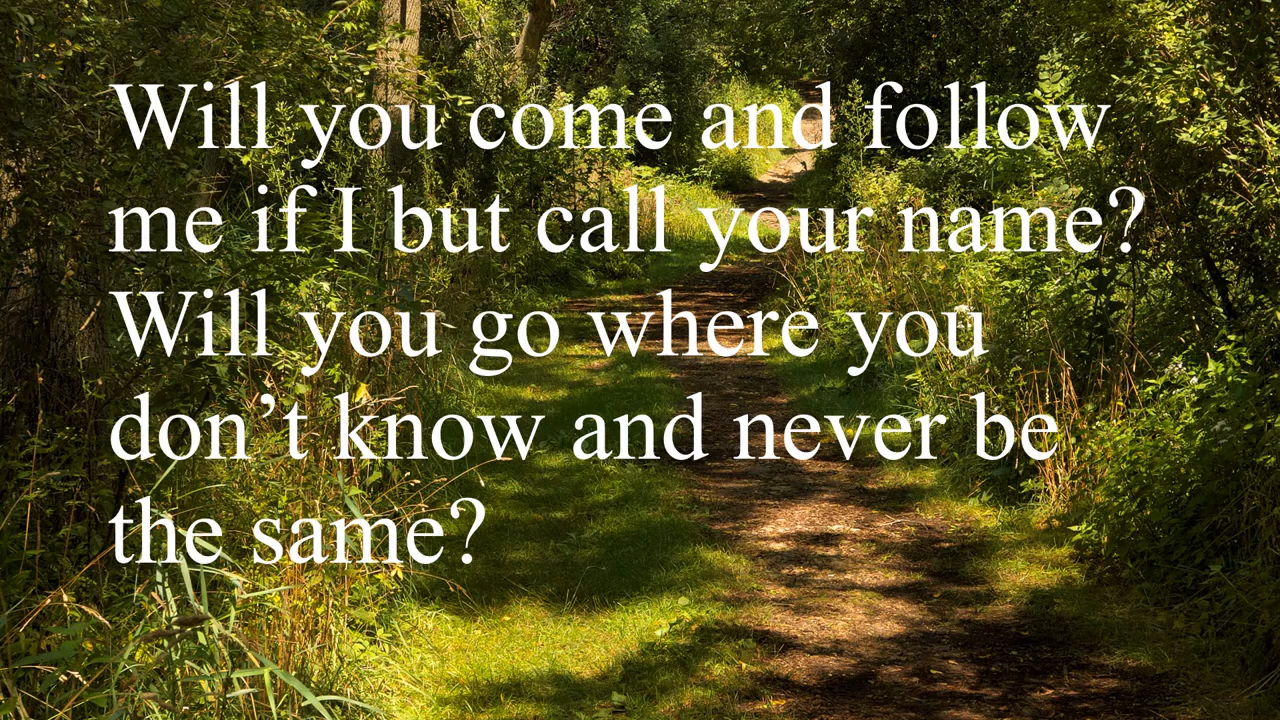 Will you come and follow
me if I but call your name?
Will you go where you
don’t know and never be
the same?